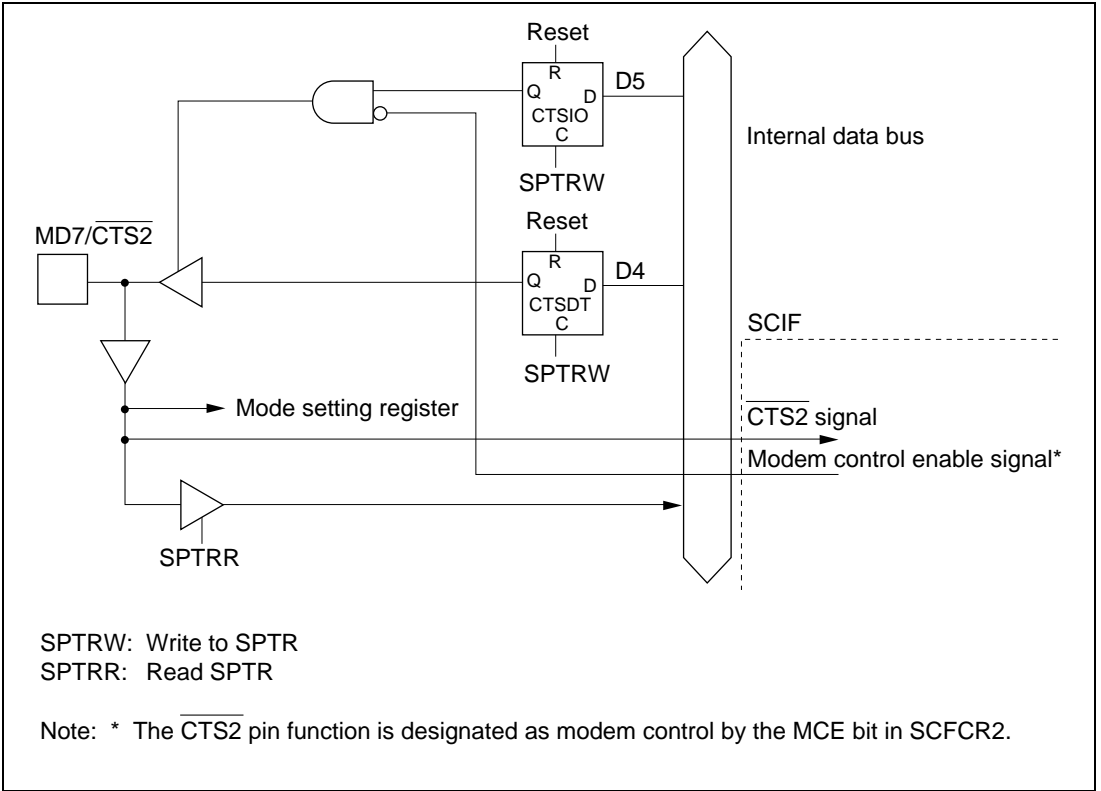 Reset
R
Q
D
D5
CTSIO
C
SPTRW
Internal data bus
Reset
R
Q
D
D4
CTSDT
C
SPTRW
MD7/CTS2
SCIF
Mode setting register
CTS2 signal
Modem control enable signal*
SPTRR
SPTRW: Write to SPTR
SPTRR: Read SPTR
Note: * The CTS2 pin function is designated as modem control by the MCE bit in SCFCR2.